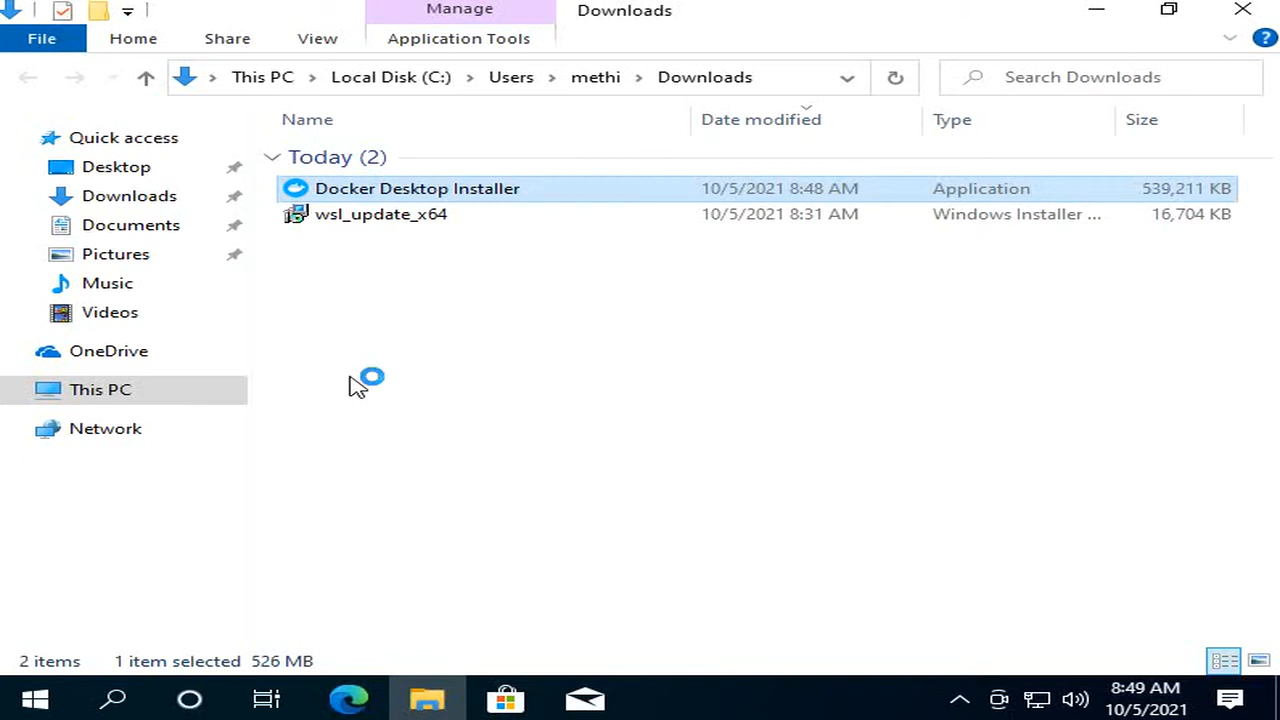 Manage Downloads
File Home Share View Application Tools
This PC Local Disk (C:) Users methi Downloads Search Downloads
Name Date modified Type Size
Quick access
Desktop
Downloads
Documents
Pictures
Music
Videos
OneDrive
This PC
Network
Today (2)
Docker Desktop Installer 10/5/2021 8:48 AM Application 539,211 KB
wsl_update_x64 10/5/2021 8:31 AM Windows Installer ... 16,704 KB
2 items 1 item selected 526 MB
8:49 AM
10/5/2021